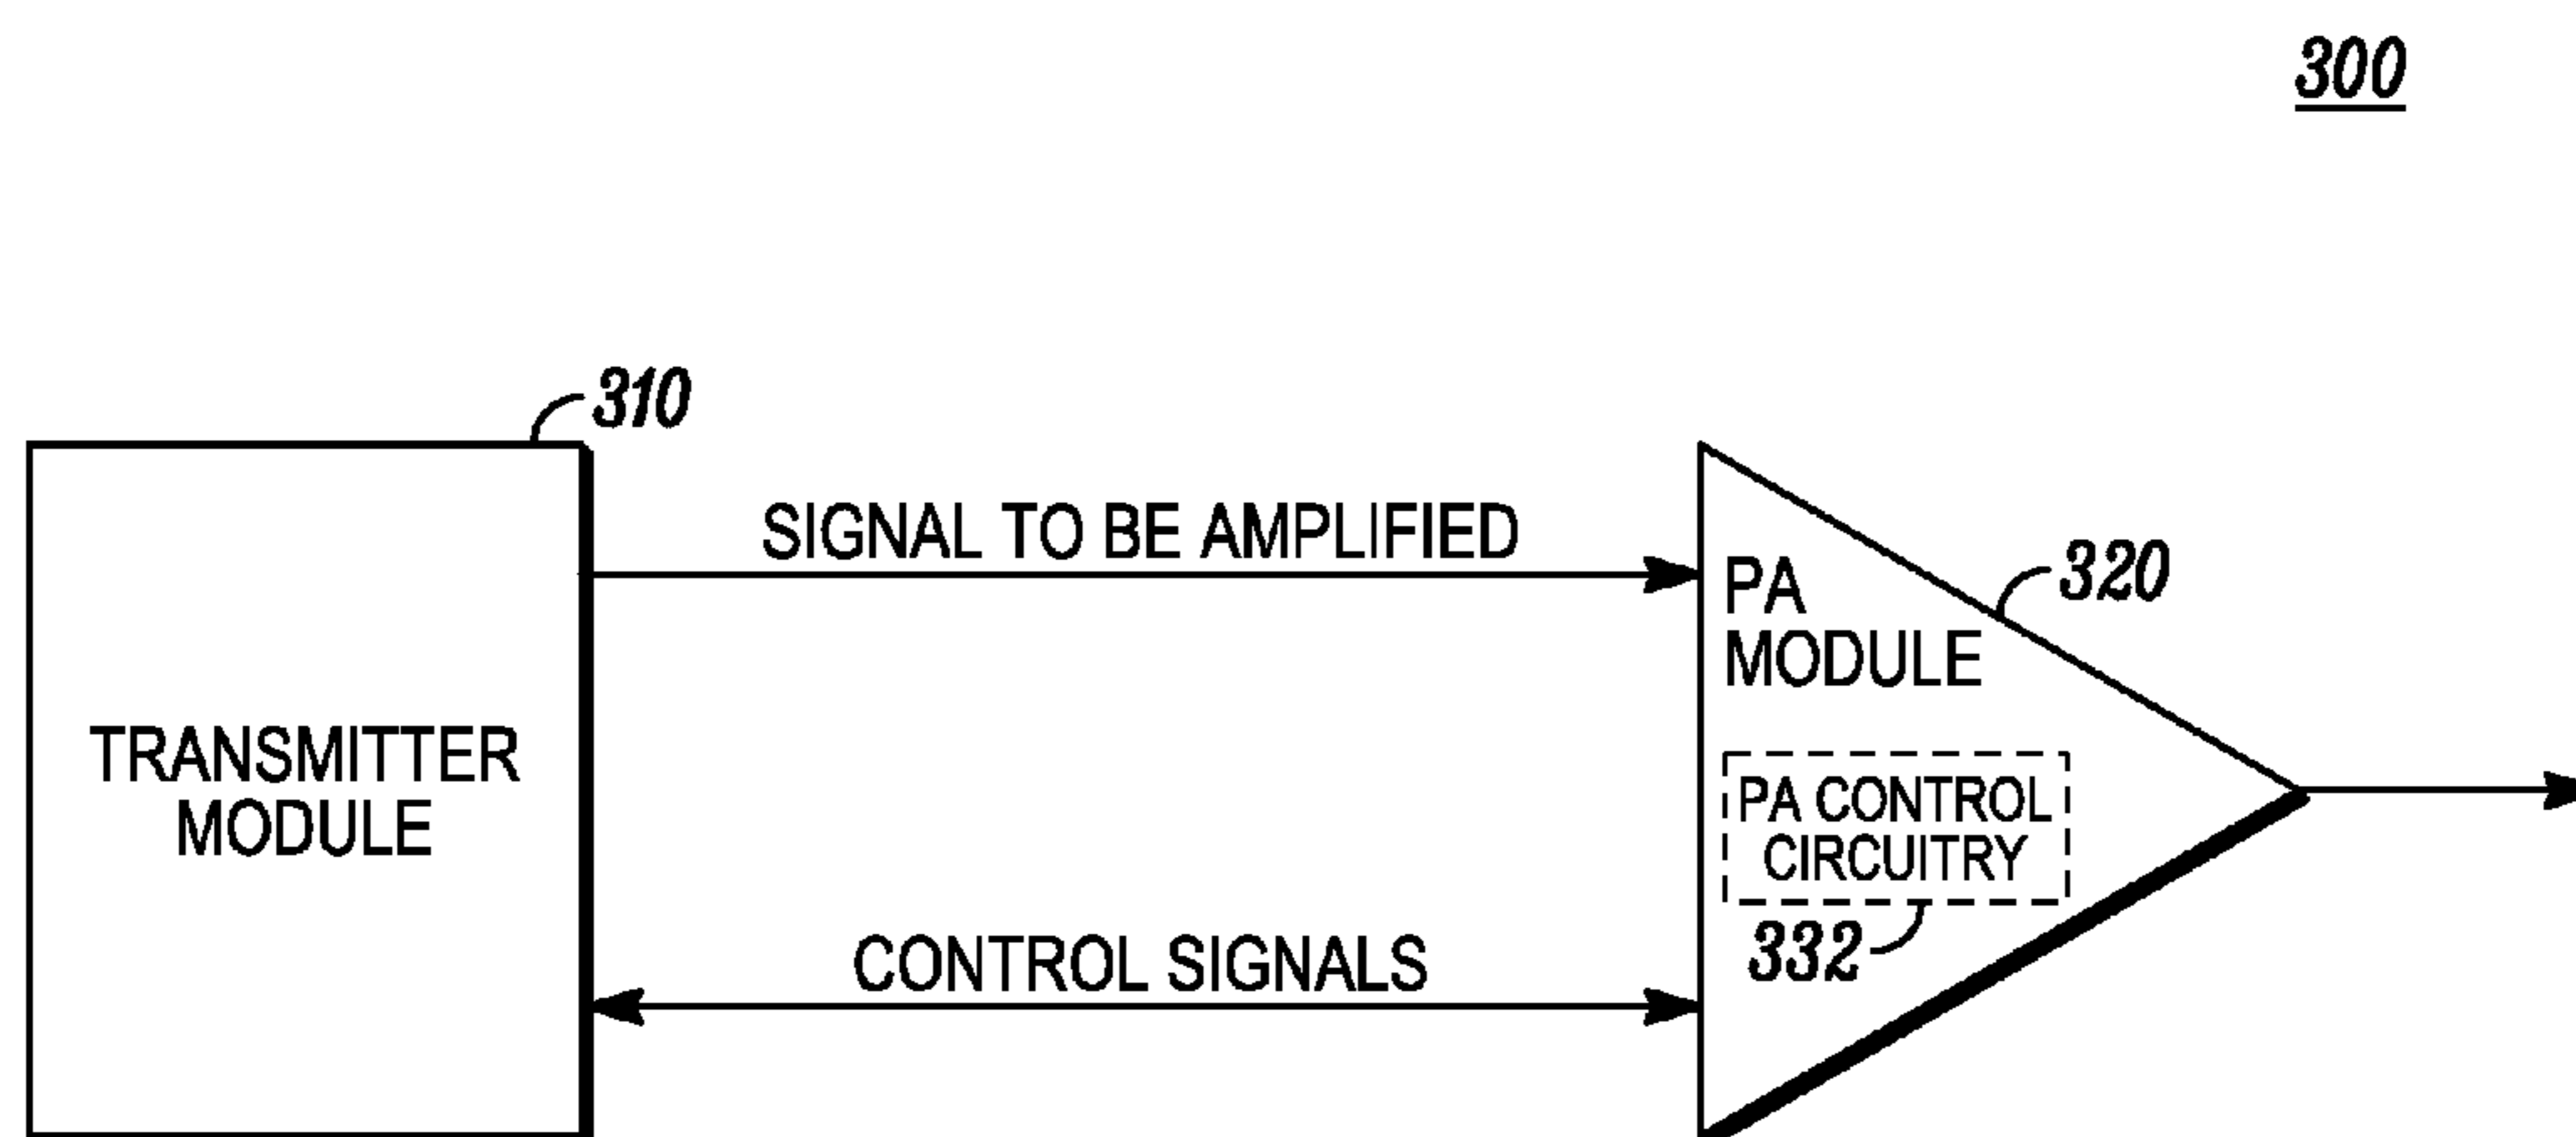 300
310
SIGNAL TO BE AMPLIFIED
PA
MODULE
320
TRANSMITTER
MODULE
PA CONTROL
CIRCUITRY
332
CONTROL SIGNALS